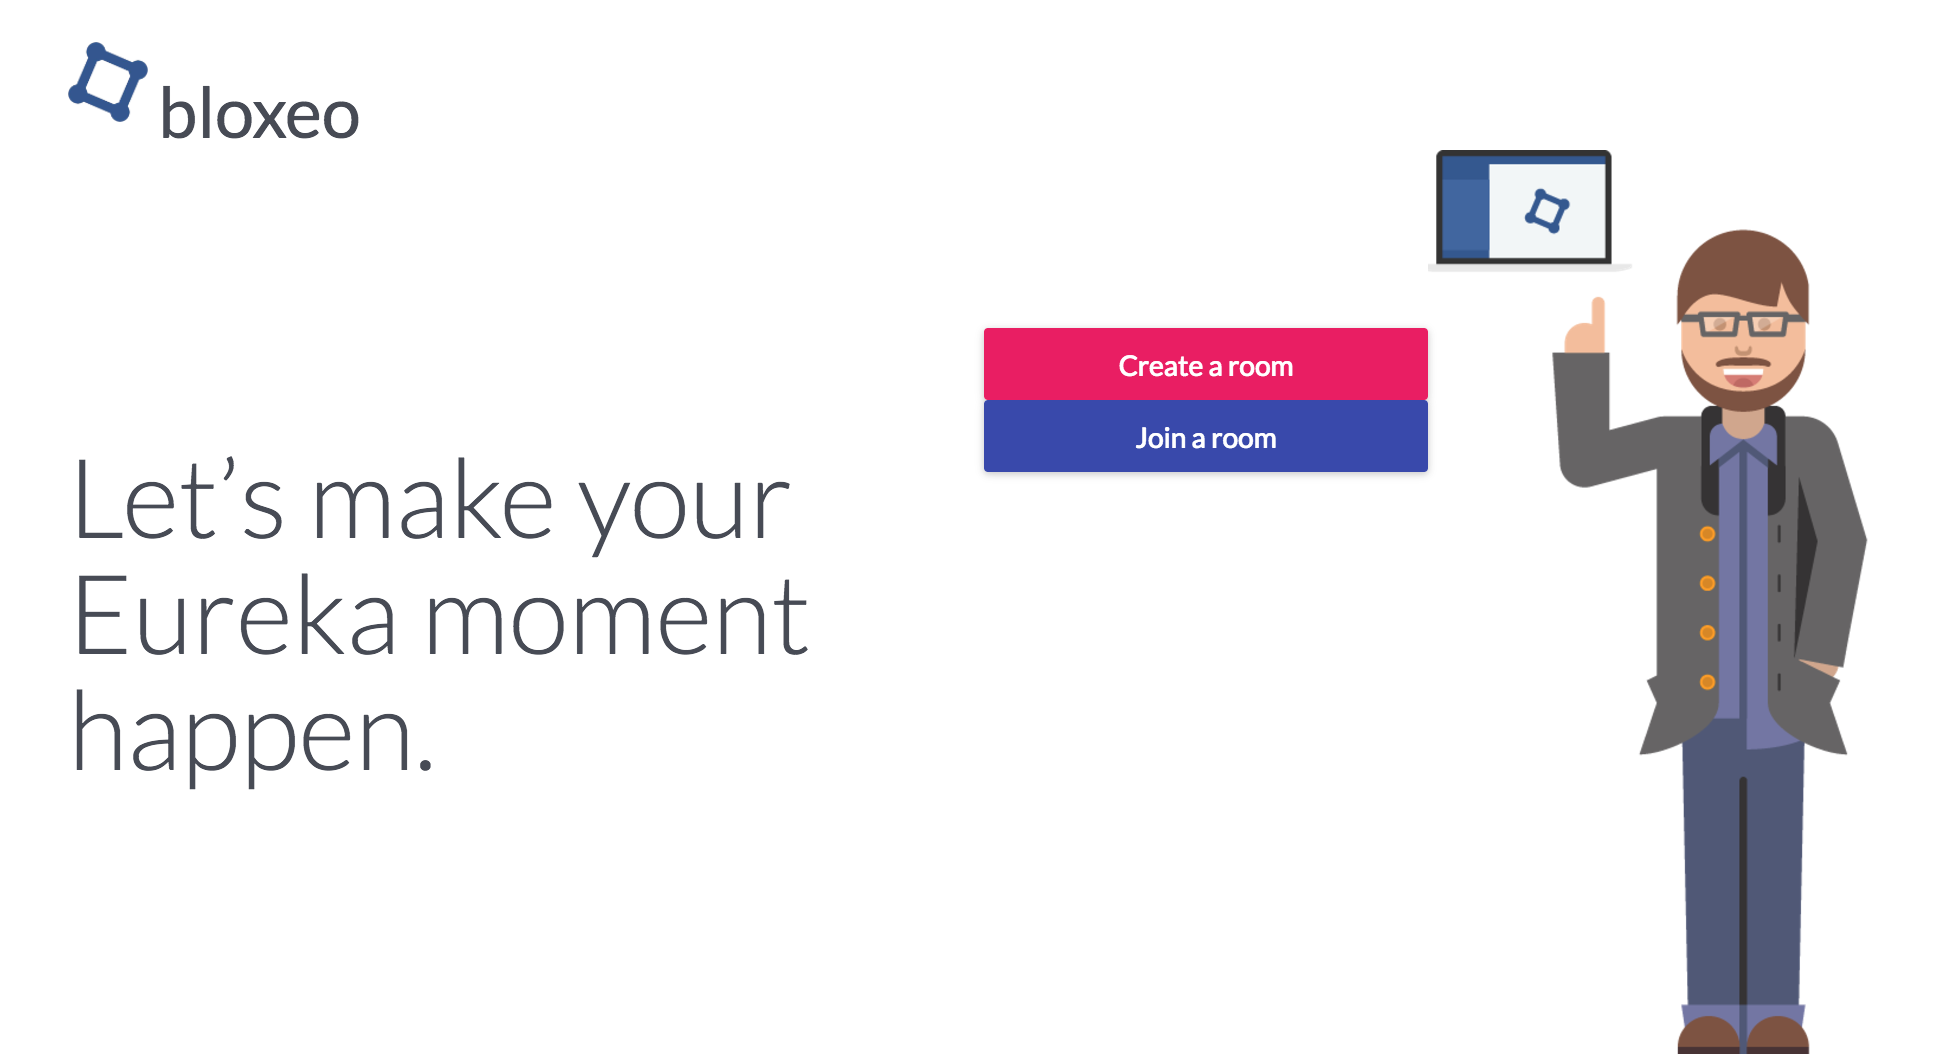 bloxeo
Let’s make your
Eureka moment
happen.
Create a room
Join a room